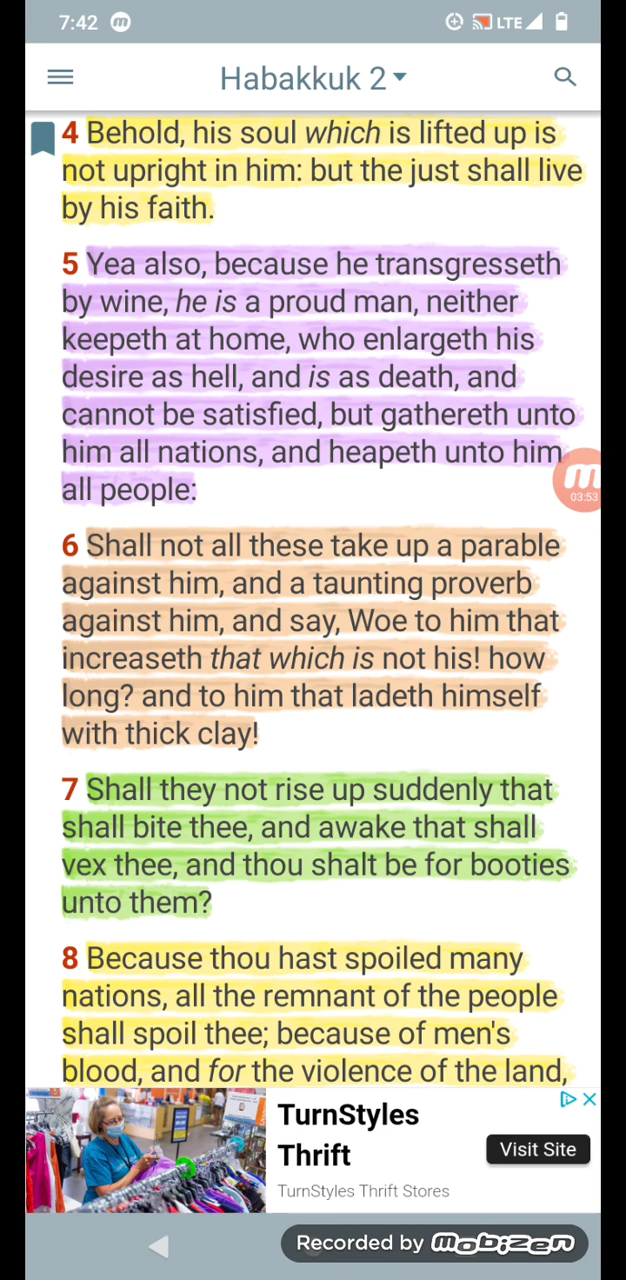 7:42
LTE
Habakkuk 2
4 Behold, his soul which is lifted up is
not upright in him: but the just shall live
by his faith.
5 Yea also, because he transgresseth
by wine, he is a proud man, neither
keepeth at home, who enlargeth his
desire as hell, and is as death, and
cannot be satisfied, but gathereth unto
him all nations, and heapeth unto him
all people:
m
03:53
6 Shall not all these take up a parable
against him, and a taunting proverb
against him, and say, Woe to him that
increaseth that which is not his! how
long? and to him that ladeth himself
with thick clay!
7 Shall they not rise up suddenly that
shall bite thee, and awake that shall
vex thee, and thou shalt be for booties
unto them?
8 Because thou hast spoiled many
nations, all the remnant of the people
shall spoil thee; because of men's
blood, and for the violence of the land,
TurnStyles
Thrift
Visit Site
TurnStyles Thrift Stores
Recorded by mobizen